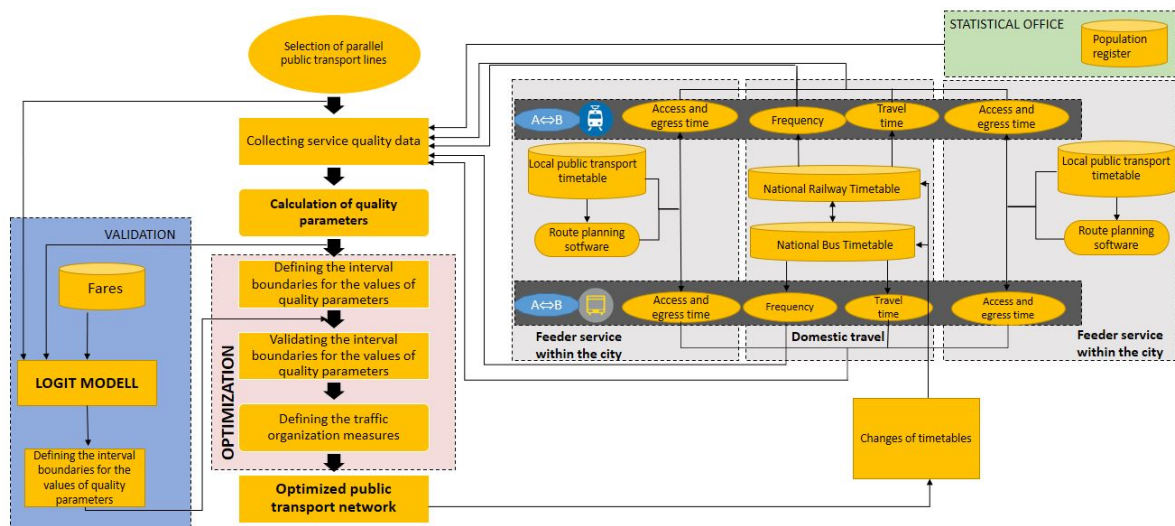 Selection of parallel
public transport lines
Collecting service quality data
Calculation of quality
parameters
VALIDATION
Fares
LOGIT MODELL
Defining the interval
boundaries for the
values of quality
parameters
OPTIMIZATION
Defining the interval
boundaries for the values of
quality parameters
Validating the interval
boundaries for the values of
quality parameters
Defining the traffic
organization measures
Optimized public
transport network
STATISTICAL OFFICE
Population
register
A⇔B
Access and
egress time
Frequency
Travel
time
Access and
egress time
Local public transport
timetable
Route planning
sotfware
National Railway Timetable
National Bus Timetable
Local public transport
timetable
Route planning
sotfware
A⇔B
Access and
egress time
Frequency
Travel
time
Access and
egress time
Feeder service
within the city
Domestic travel
Feeder service
within the city
Changes of timetables